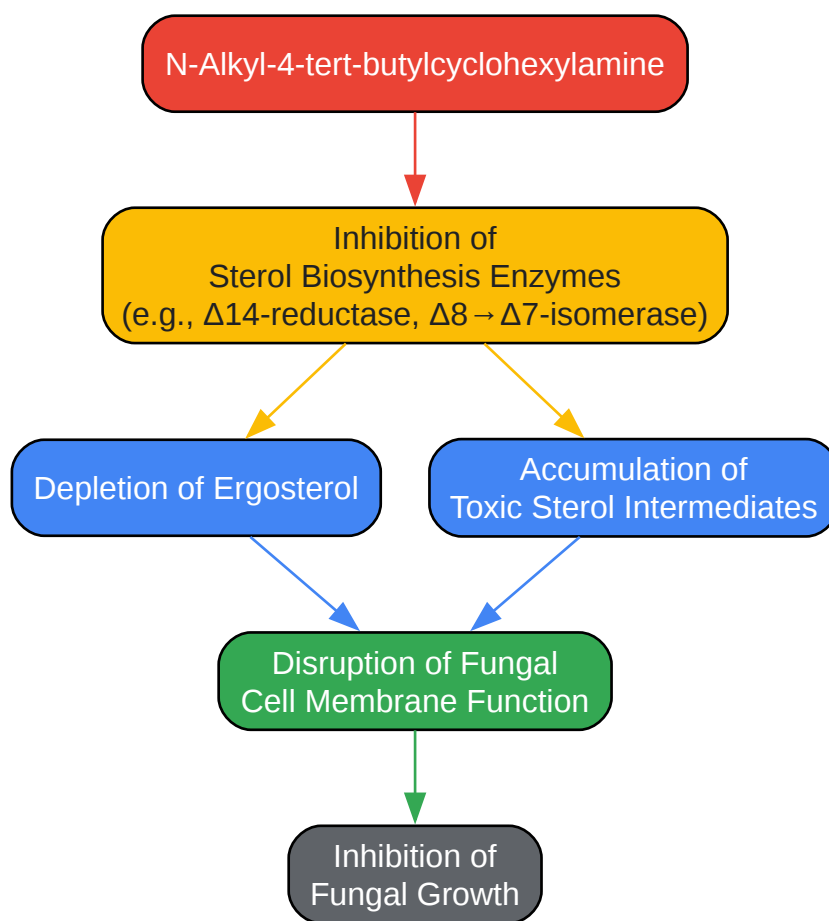 N-Alkyl-4-tert-butylcyclohexylamine
Inhibition of
Sterol Biosynthesis Enzymes
(e.g., Δ14-reductase, Δ8→Δ7-isomerase)
Depletion of Ergosterol
Accumulation of
Toxic Sterol Intermediates
Disruption of Fungal
Cell Membrane Function
Inhibition of
Fungal Growth